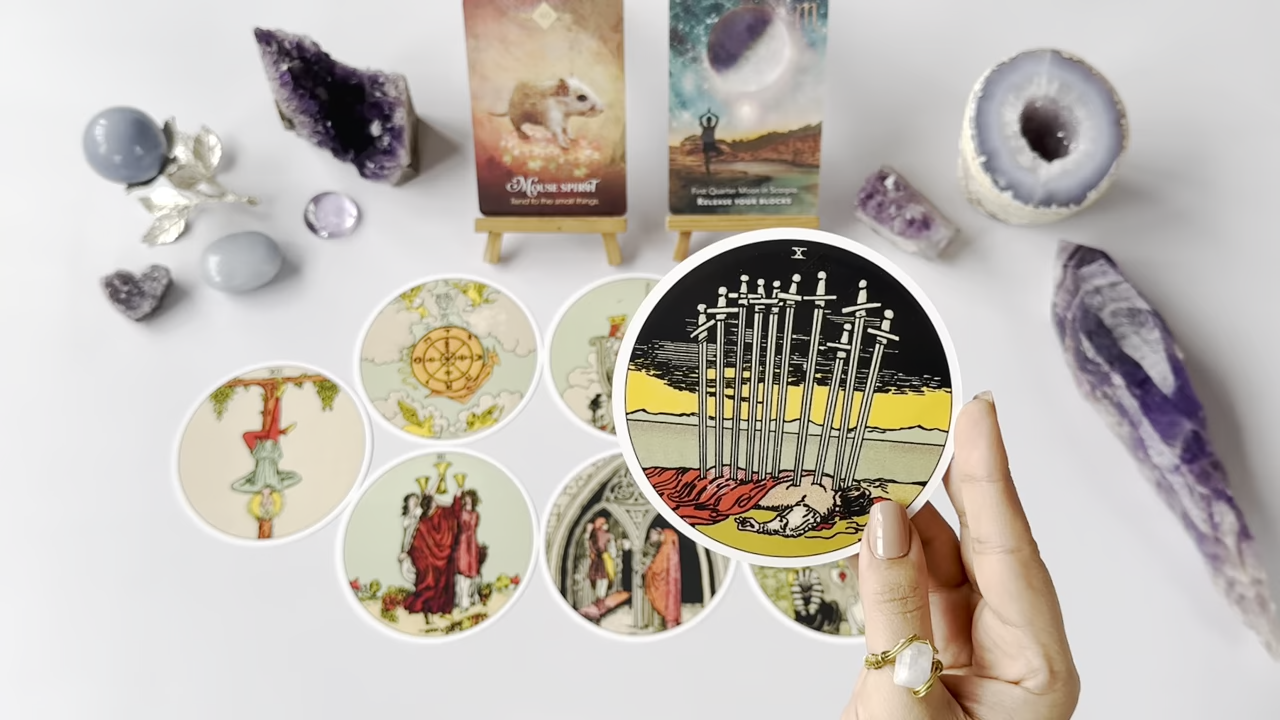 MOUSE SPIRIT
Tend to the small things
First Quarter Moon in Scorpio
RELEASE YOUR BLOCKS
X